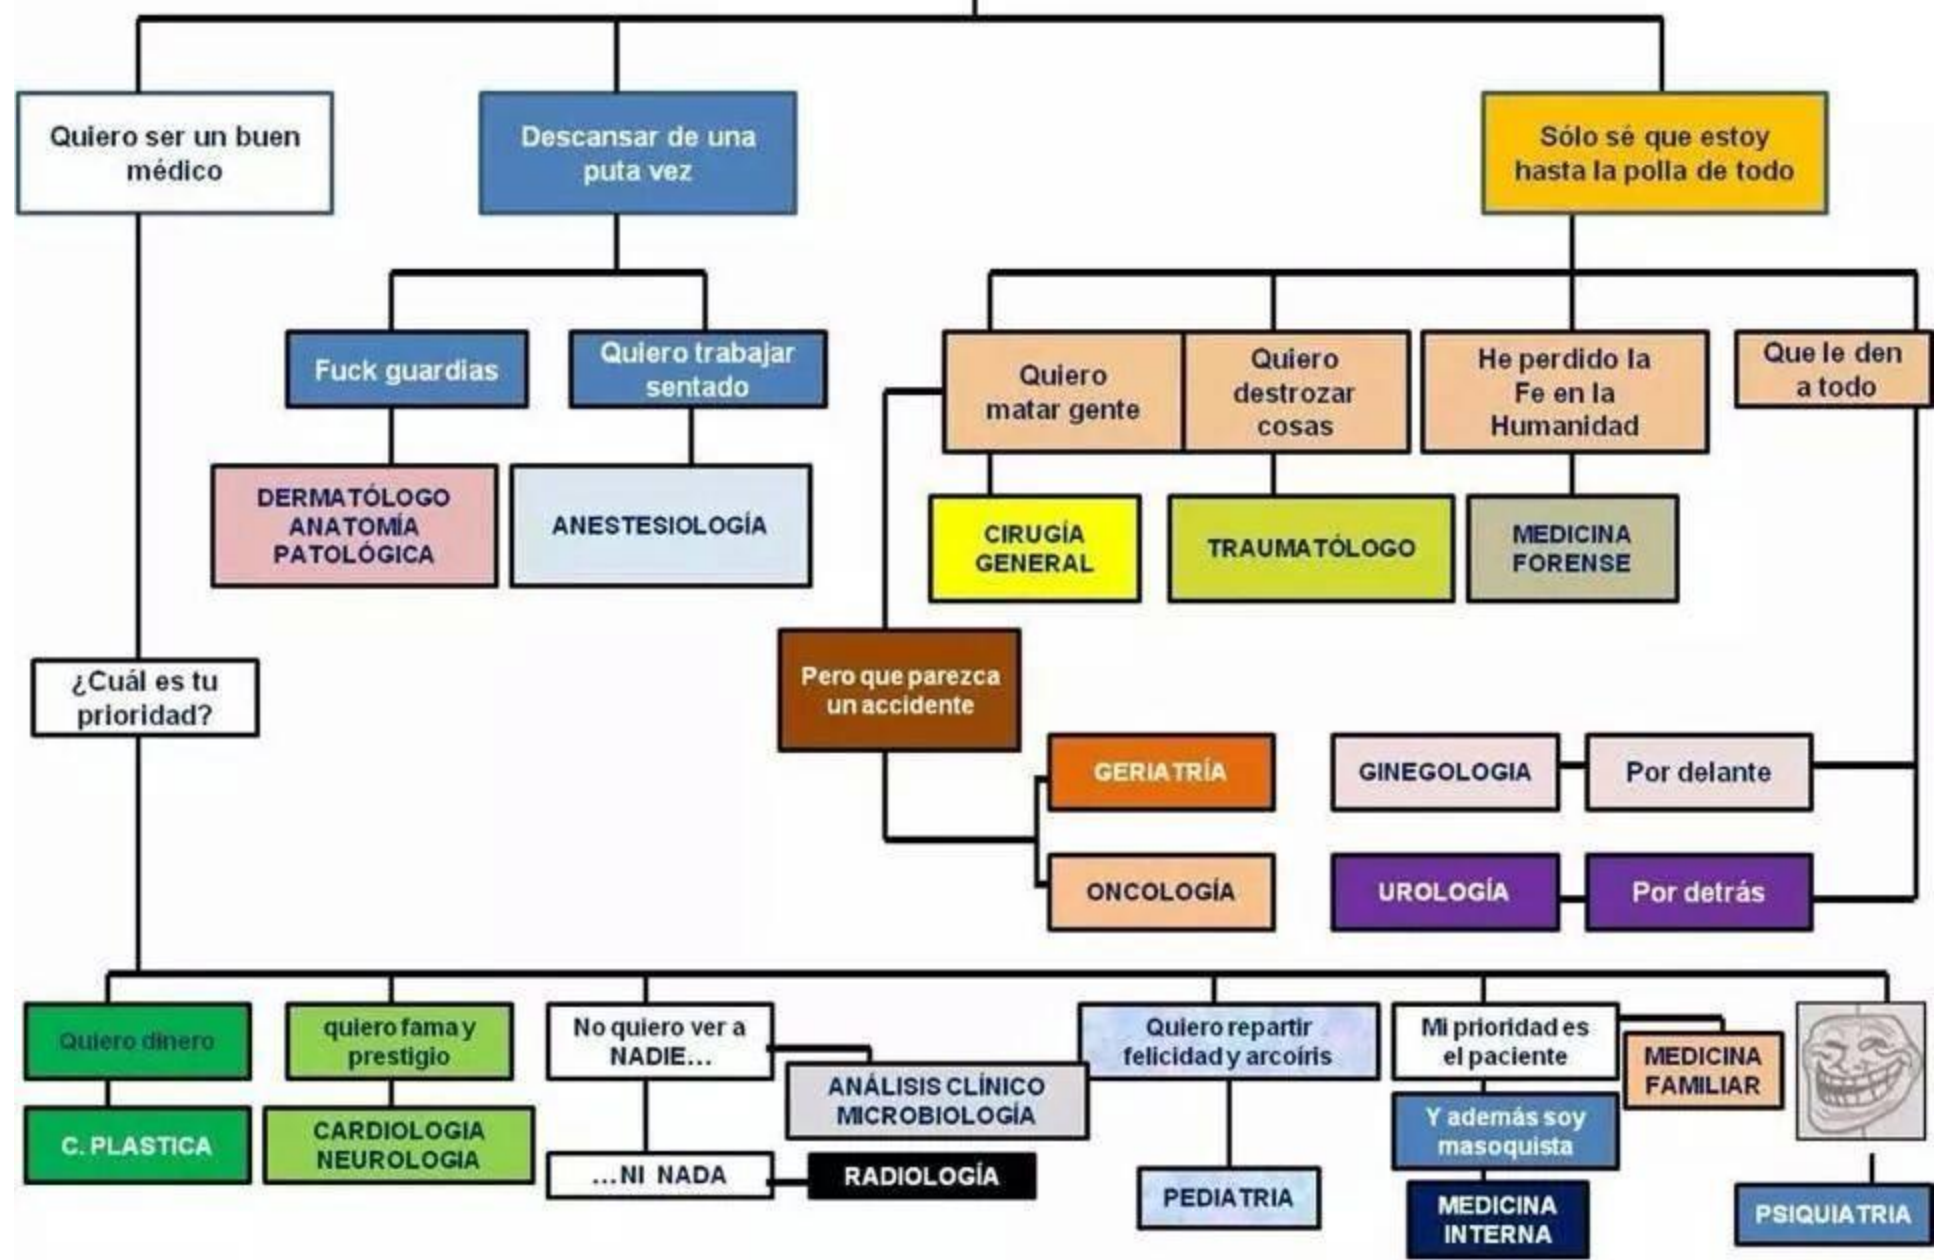 Quiero ser un buen
médico
Descansar de una
puta vez
Sólo sé que estoy
hasta la polla de todo
Fuck guardias
Quiero trabajar
sentado
Quiero
matar gente
Quiero
destrozar
cosas
He perdido la
Fe en la
Humanidad
Que le den
a todo
DERMATÓLOGO
ANATOMÍA
PATOLÓGICA
ANESTESIOLOGÍA
CIRUGÍA
GENERAL
TRAUMATÓLOGO
MEDICINA
FORENSE
¿Cuál es tu
prioridad?
Pero que parezca
un accidente
GERIATRÍA
GINEGOLOGIA
Por delante
ONCOLOGÍA
UROLOGÍA
Por detrás
Quiero dinero
quiero fama y
prestigio
No quiero ver a
NADIE...
Quiero repartir
felicidad y arcoíris
Mi prioridad es
el paciente
MEDICINA
FAMILIAR
ANÁLISIS CLÍNICO
MICROBIOLOGÍA
C. PLASTICA
CARDIOLOGIA
NEUROLOGIA
Y además soy
masoquista
...NI NADA
RADIOLOGÍA
PEDIATRIA
MEDICINA
INTERNA
PSIQUIATRIA